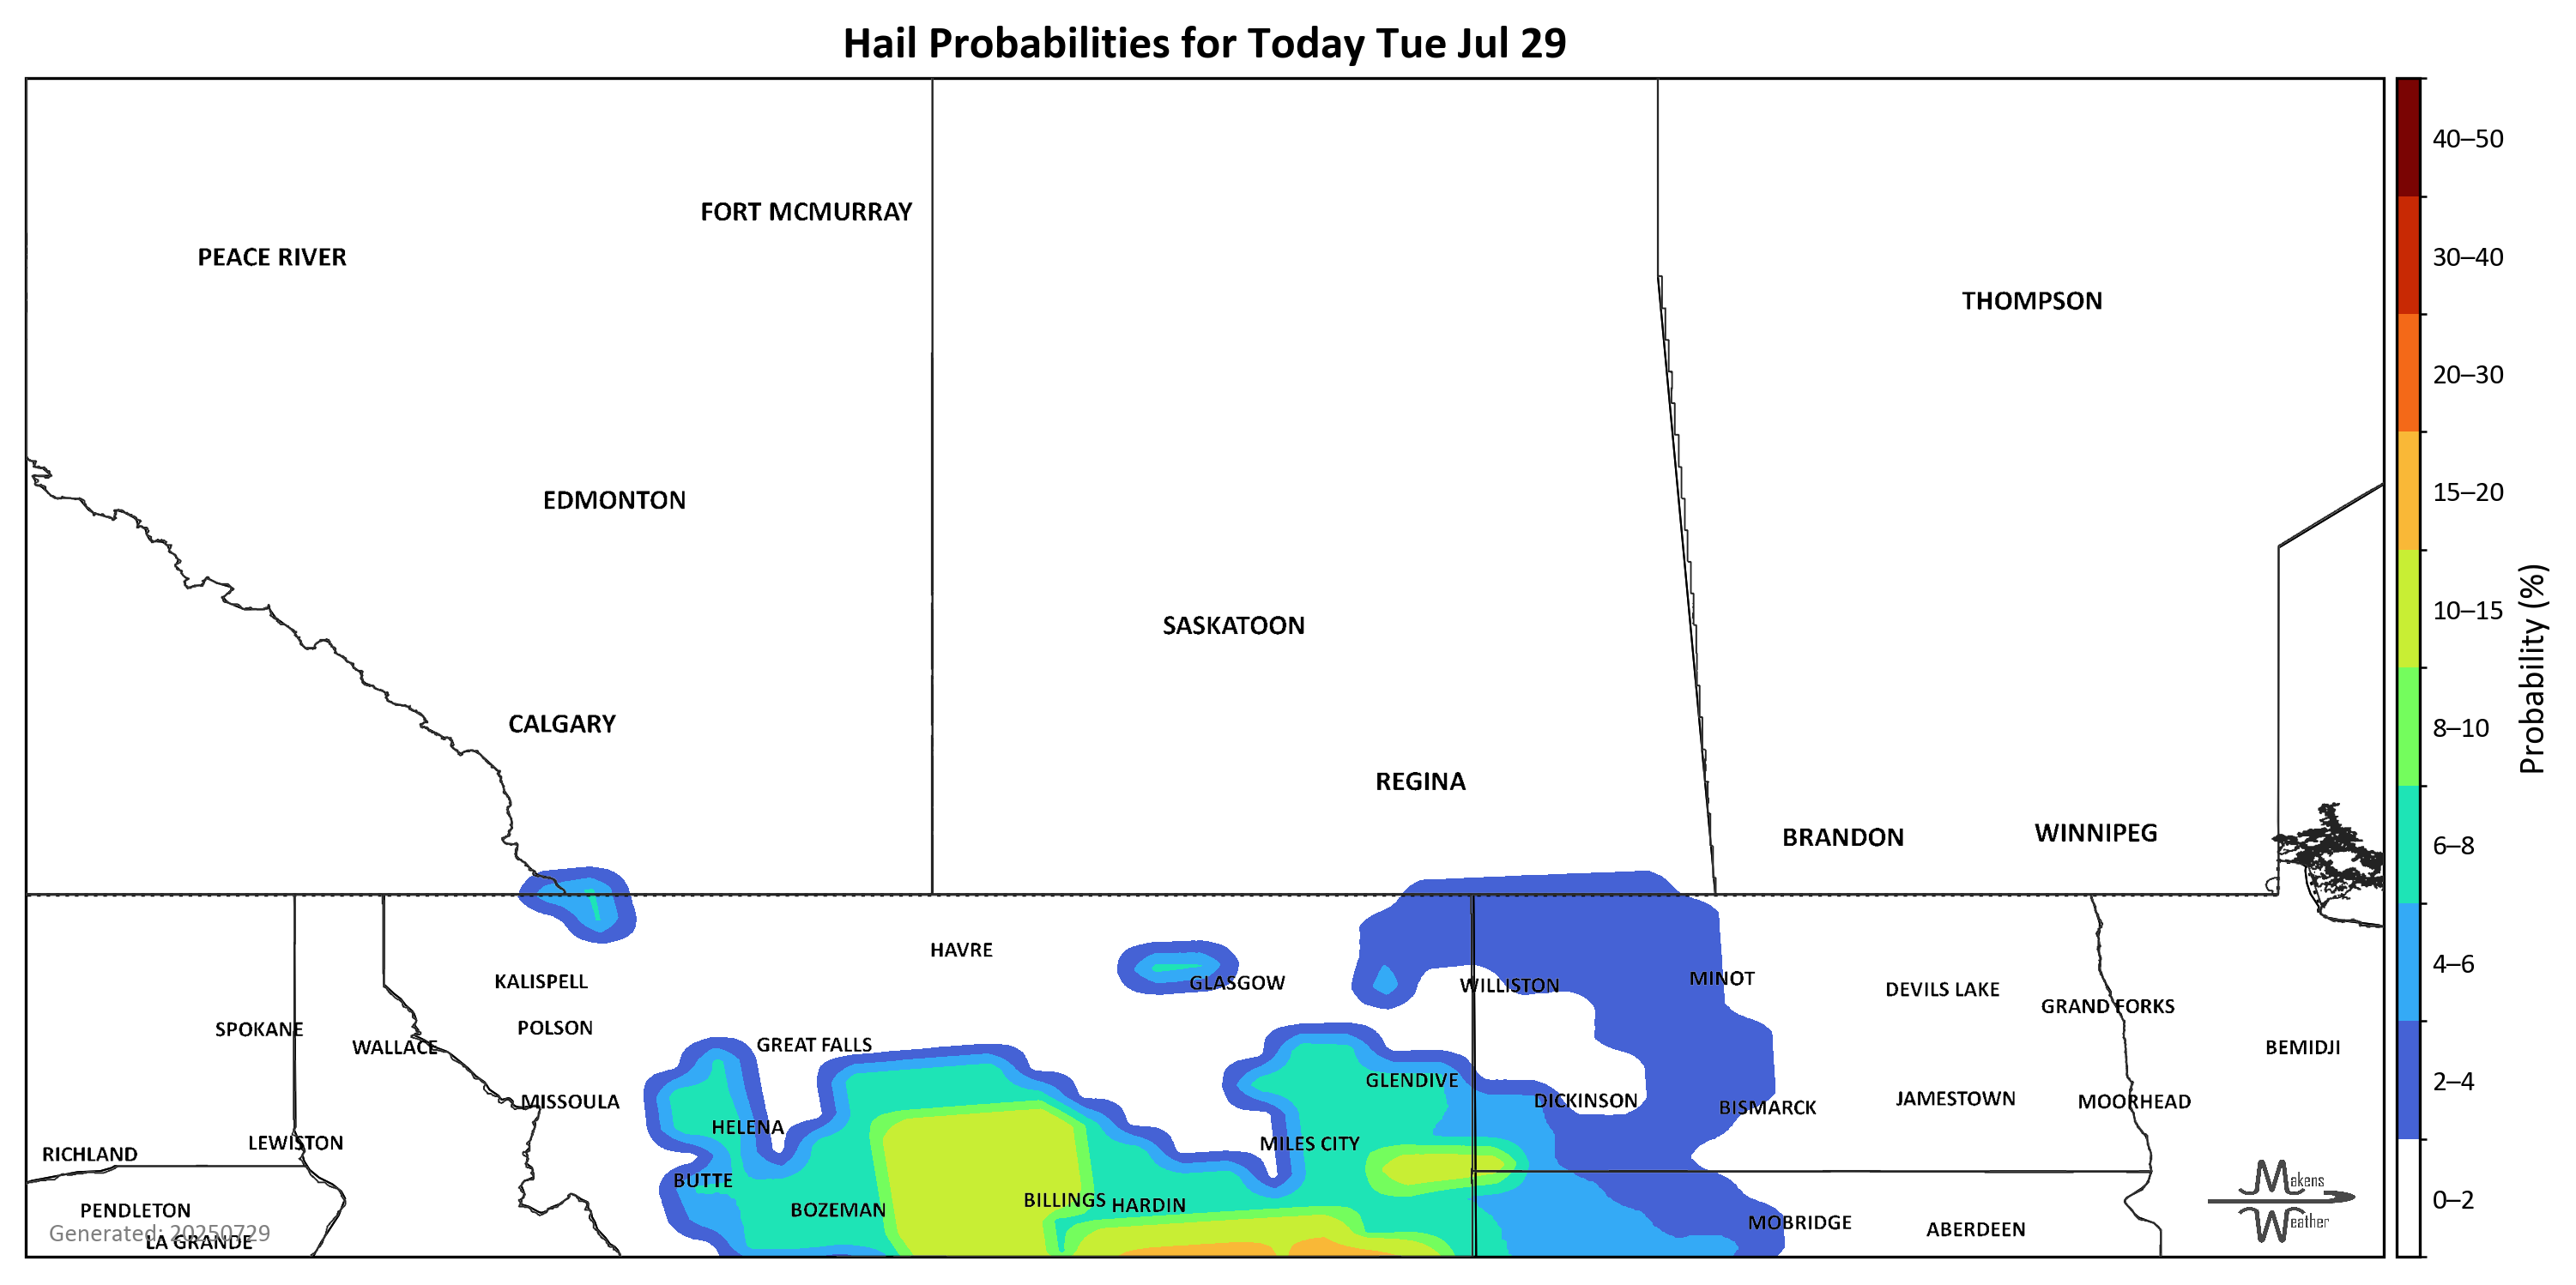 Hail Probabilities for Today Tue Jul 29
FORT MCMURRAY
PEACE RIVER
THOMPSON
EDMONTON
SASKATOON
CALGARY
REGINA
BRANDON
WINNIPEG
HAVRE
KALISPELL
GLASGOW
WILLISTON
MINOT
DEVILS LAKE
GRAND FORKS
SPOKANE
POLSON
WALLACE
GREAT FALLS
BEMIDJI
GLENDIVE
MISSOULA
DICKINSON
BISMARCK
JAMESTOWN
MOORHEAD
HELENA
LEWISTON
MILES CITY
RICHLAND
BUTTE
BILLINGS
HARDIN
PENDLETON
BOZEMAN
MOBRIDGE
ABERDEEN
Generated: 20250729
LA GRANDE
Makens
Weather
40–50
30–40
20–30
15–20
10–15
8–10
6–8
4–6
2–4
0–2
Probability (%)